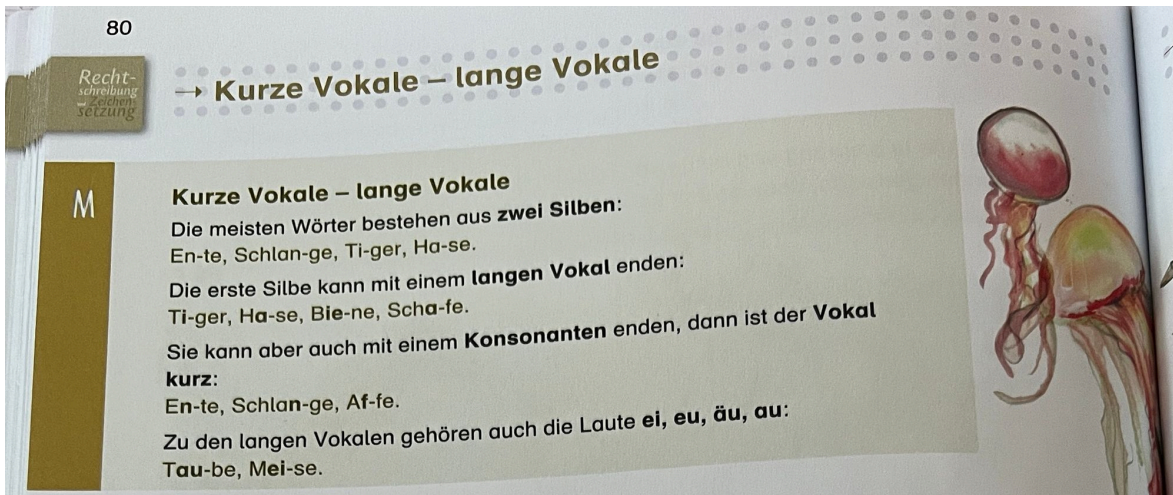 80
Recht-
schreibung
Zeichen
setzung
→ Kurze Vokale – lange Vokale
M
Kurze Vokale – lange Vokale
Die meisten Wörter bestehen aus zwei Silben:
En-te, Schlan-ge, Ti-ger, Ha-se.
Die erste Silbe kann mit einem langen Vokal enden:
Ti-ger, Ha-se, Bie-ne, Scha-fe.
Sie kann aber auch mit einem Konsonanten enden, dann ist der Vokal
kurz:
En-te, Schlan-ge, Af-fe.
Zu den langen Vokalen gehören auch die Laute ei, eu, äu, au:
Tau-be, Mei-se.